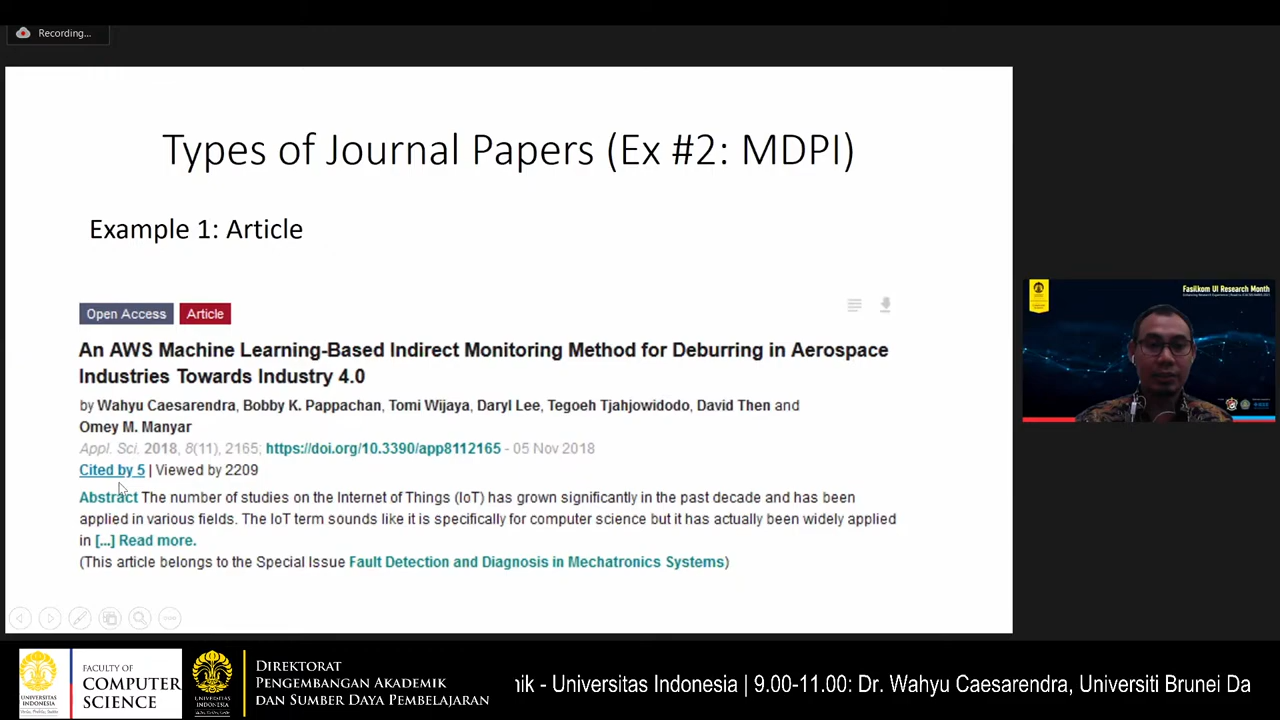 Recording...
Types of Journal Papers (Ex #2: MDPI)
Example 1: Article
Open Access Article
An AWS Machine Learning-Based Indirect Monitoring Method for Deburring in Aerospace
Industries Towards Industry 4.0
by Wahyu Caesarendra, Bobby K. Pappachan, Tomi Wijaya, Daryl Lee, Tegoeh Tjahjowidodo, David Then and
Omey M. Manyar
Appl. Sci. 2018, 8(11), 2165; https://doi.org/10.3390/app8112165 - 05 Nov 2018
Cited by 5 | Viewed by 2209
Abstract The number of studies on the Internet of Things (IoT) has grown significantly in the past decade and has been
applied in various fields. The IoT term sounds like it is specifically for computer science but it has actually been widely applied
in [...] Read more.
(This article belongs to the Special Issue Fault Detection and Diagnosis in Mechatronics Systems)
Fasilkom UI Research Month
UNIVERSITAS
INDONESIA
FACULTY OF
COMPUTER
SCIENCE
UNIVERSITAS
INDONESIA
DIREKTORAT
PENGEMBANGAN AKADEMIK
DAN SUMBER DAYA PEMBELAJARAN
nik - Universitas Indonesia | 9.00-11.00: Dr. Wahyu Caesarendra, Universiti Brunei Da